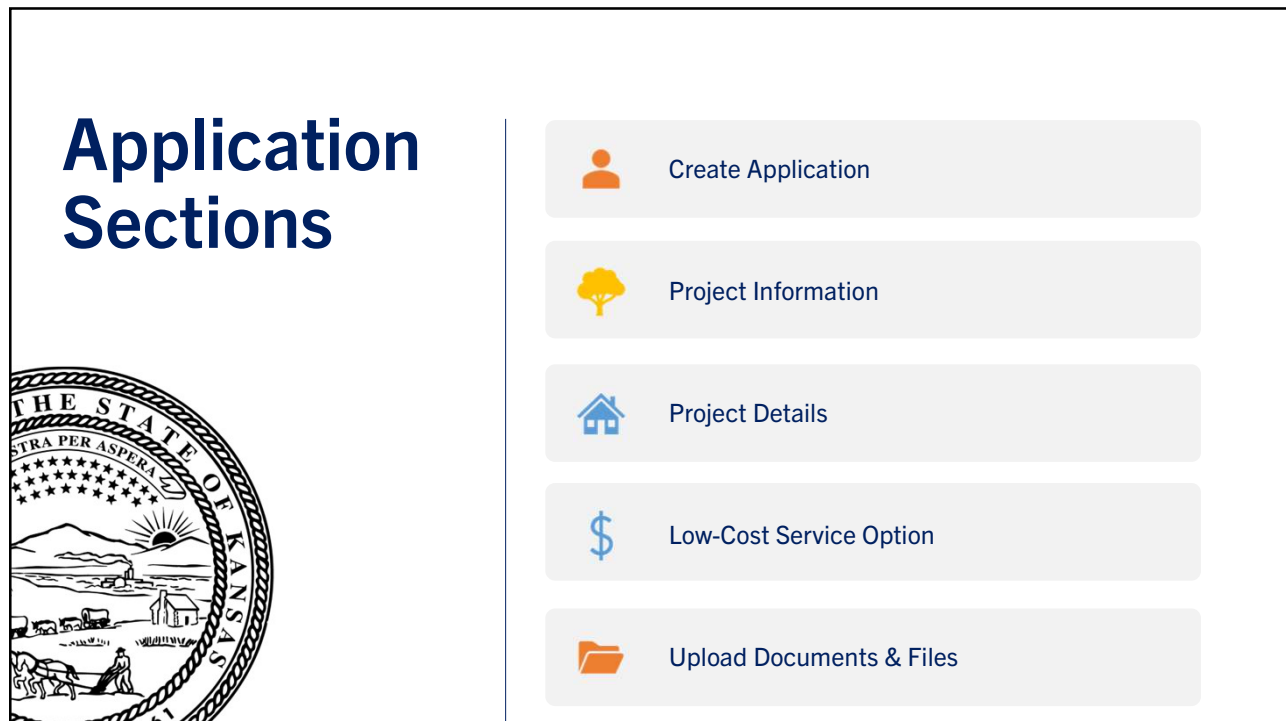 Application
Sections
Create Application
Project Information
Project Details
Low-Cost Service Option
Upload Documents & Files
THE STATE OF KANSAS
STRA PER ASPERA
61